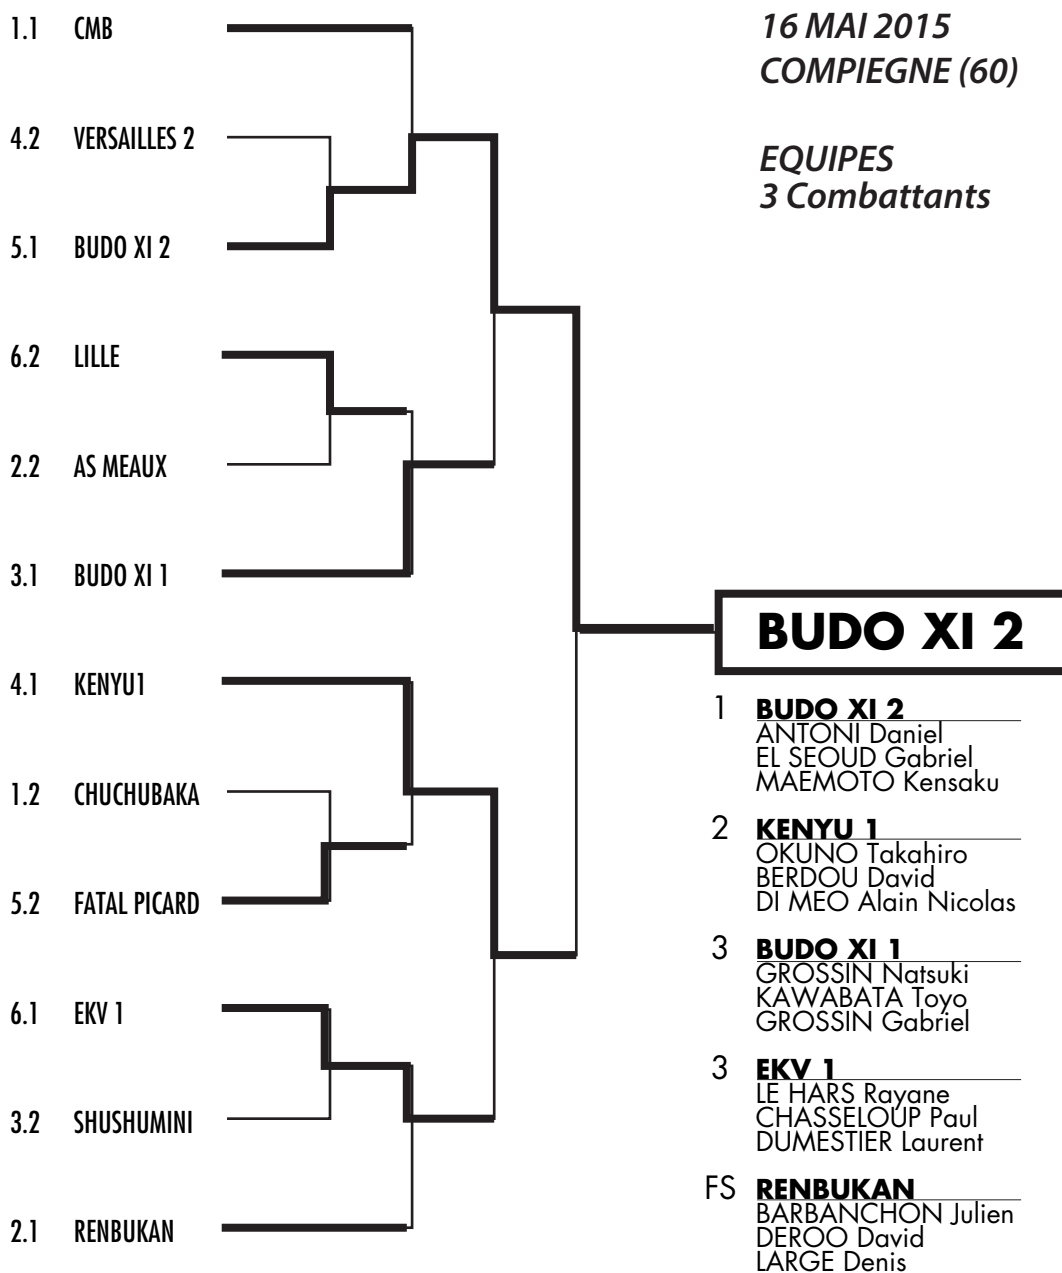 16 MAI 2015
COMPIEGNE (60)
EQUIPES
3 Combattants
1.1 CMB
4.2 VERSAILLES 2
5.1 BUDO XI 2
6.2 LILLE
2.2 AS MEAUX
3.1 BUDO XI 1
4.1 KENYU1
1.2 CHUCHUBAKA
5.2 FATAL PICARD
6.1 EKV 1
3.2 SHUSHUMINI
2.1 RENBUKAN
BUDO XI 2
1 BUDO XI 2
ANTONI Daniel
EL SEOUD Gabriel
MAEMOTO Kensaku
2 KENYU 1
OKUNO Takahiro
BERDOU David
DI MEO Alain Nicolas
3 BUDO XI 1
GROSSIN Natsuki
KAWABATA Toyo
GROSSIN Gabriel
3 EKV 1
LE HARS Rayane
CHASSELOUP Paul
DUMESTIER Laurent
FS RENBUKAN
BARBANCHON Julien
DEROO David
LARGE Denis